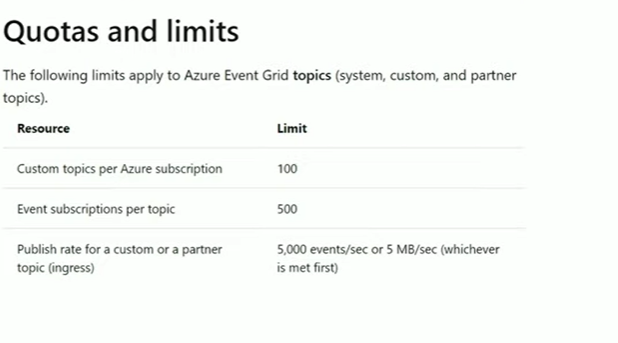 Quotas and limits
The following limits apply to Azure Event Grid topics (system, custom, and partner
topics).
Resource Limit
Custom topics per Azure subscription 100
Event subscriptions per topic 500
Publish rate for a custom or a partner 5,000 events/sec or 5 MB/sec (whichever
topic (ingress) is met first)